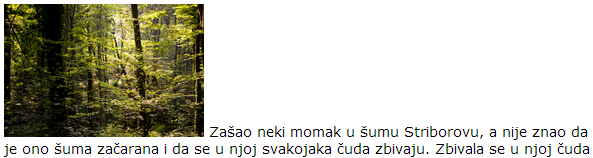 Zašao neki momak u šumu Striborovu, a nije znao da
je ono šuma začarana i da se u njoj svakojaka čuda zbivaju. Zbivala se u njoj čuda